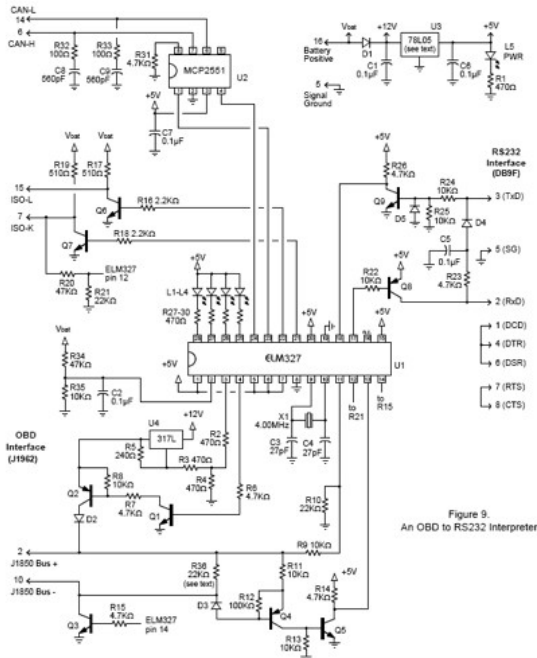 CAN-L
14
6
CAN-H
R32
100Ω
R33
100Ω
C8
560pF
C9
560pF
R31
4.7KΩ
MCP2551
U2
+5V
C7
0.1µF
Vbat
16
Battery
Positive
D1
+12V
78L05
(see text)
U3
+5V
L5
PWR
C1
0.1µF
C6
0.1µF
R1
470Ω
5
Signal
Ground
Vbat
Vbat
R19
510Ω
R17
510Ω
15
ISO-L
7
ISO-K
Q6
R16 2.2KΩ
Q7
R18 2.2KΩ
R20
47KΩ
R21
22KΩ
ELM327
pin 12
+5V
R26
4.7KΩ
Q9
D5
R24
10KΩ
R25
10KΩ
D4
RS232
Interface
(DB9F)
3 (TxD)
C5
0.1µF
5 (SG)
R22
10KΩ
Q8
R23
4.7KΩ
2 (RxD)
1 (DCD)
4 (DTR)
6 (DSR)
7 (RTS)
8 (CTS)
+5V
L1-L4
R27-30
470Ω
+5V
+5V
ELM327
U1
+5V
Vbat
R34
47KΩ
R35
10KΩ
C2
0.1µF
X1
4.00MHz
C3
27pF
C4
27pF
to
R21
to
R15
OBD
Interface
(J1962)
U4
317L
+12V
R5
240Ω
R3 470Ω
R2
470Ω
R4
470Ω
R6
4.7KΩ
Q2
R8
10KΩ
R7
4.7KΩ
Q1
D2
R10
22KΩ
Figure 9.
An OBD to RS232 Interpreter
2
J1850 Bus +
R9 10KΩ
10
J1850 Bus -
R36
22KΩ
(see text)
D3
R12
100KΩ
R11
10KΩ
Q4
+5V
R14
4.7KΩ
Q3
R15
4.7KΩ
ELM327
pin 14
R13
10KΩ
Q5